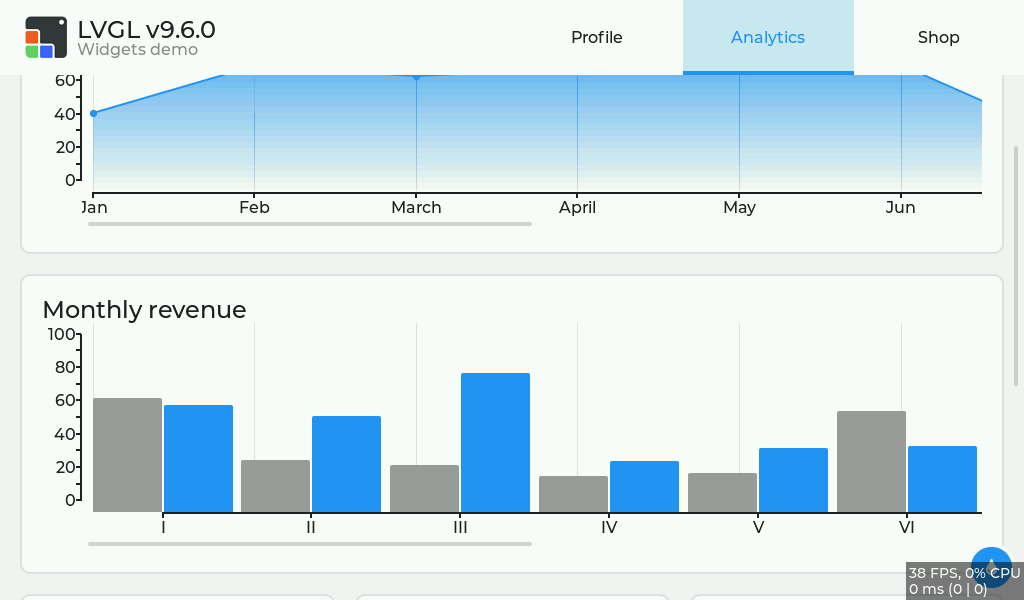 LVGL v9.6.0
Widgets demo
Profile
Analytics
Shop
60
40
20
0
Jan Feb March April May Jun
Monthly revenue
100
80
60
40
20
0
I II III IV V VI
38 FPS, 0% CPU
0 ms (0 | 0)